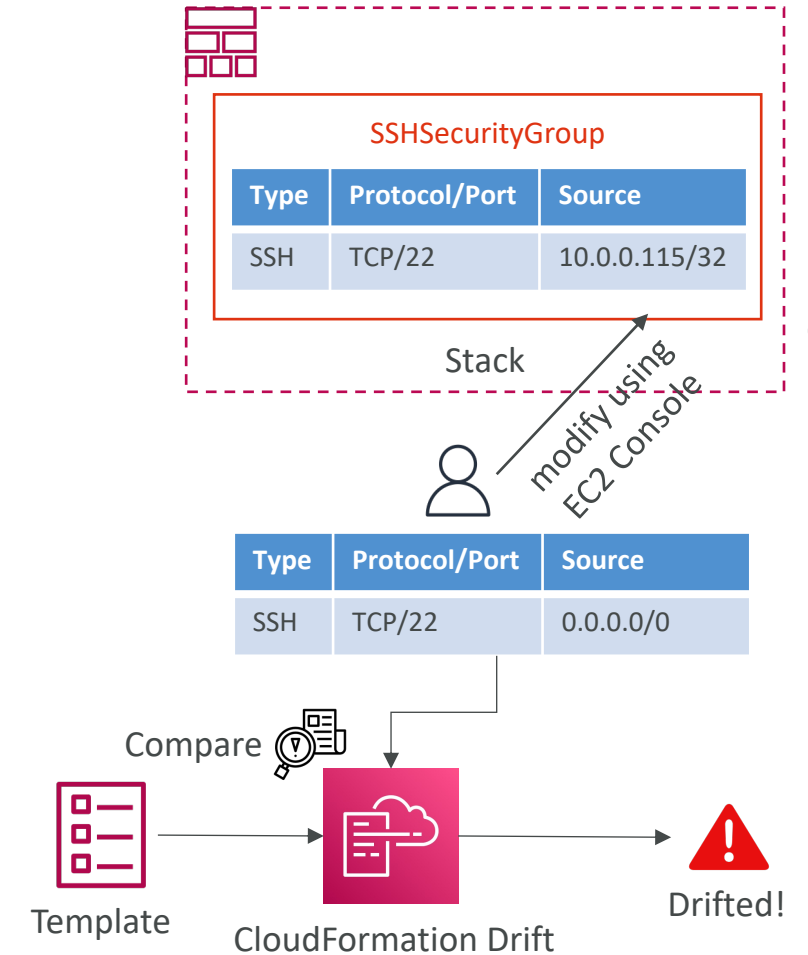 SSHSecurityGroup
Type Protocol/Port Source
SSH TCP/22 10.0.0.115/32
Stack
modify using
EC2 Console
Type Protocol/Port Source
SSH TCP/22 0.0.0.0/0
Compare
Template
CloudFormation Drift
Drifted!